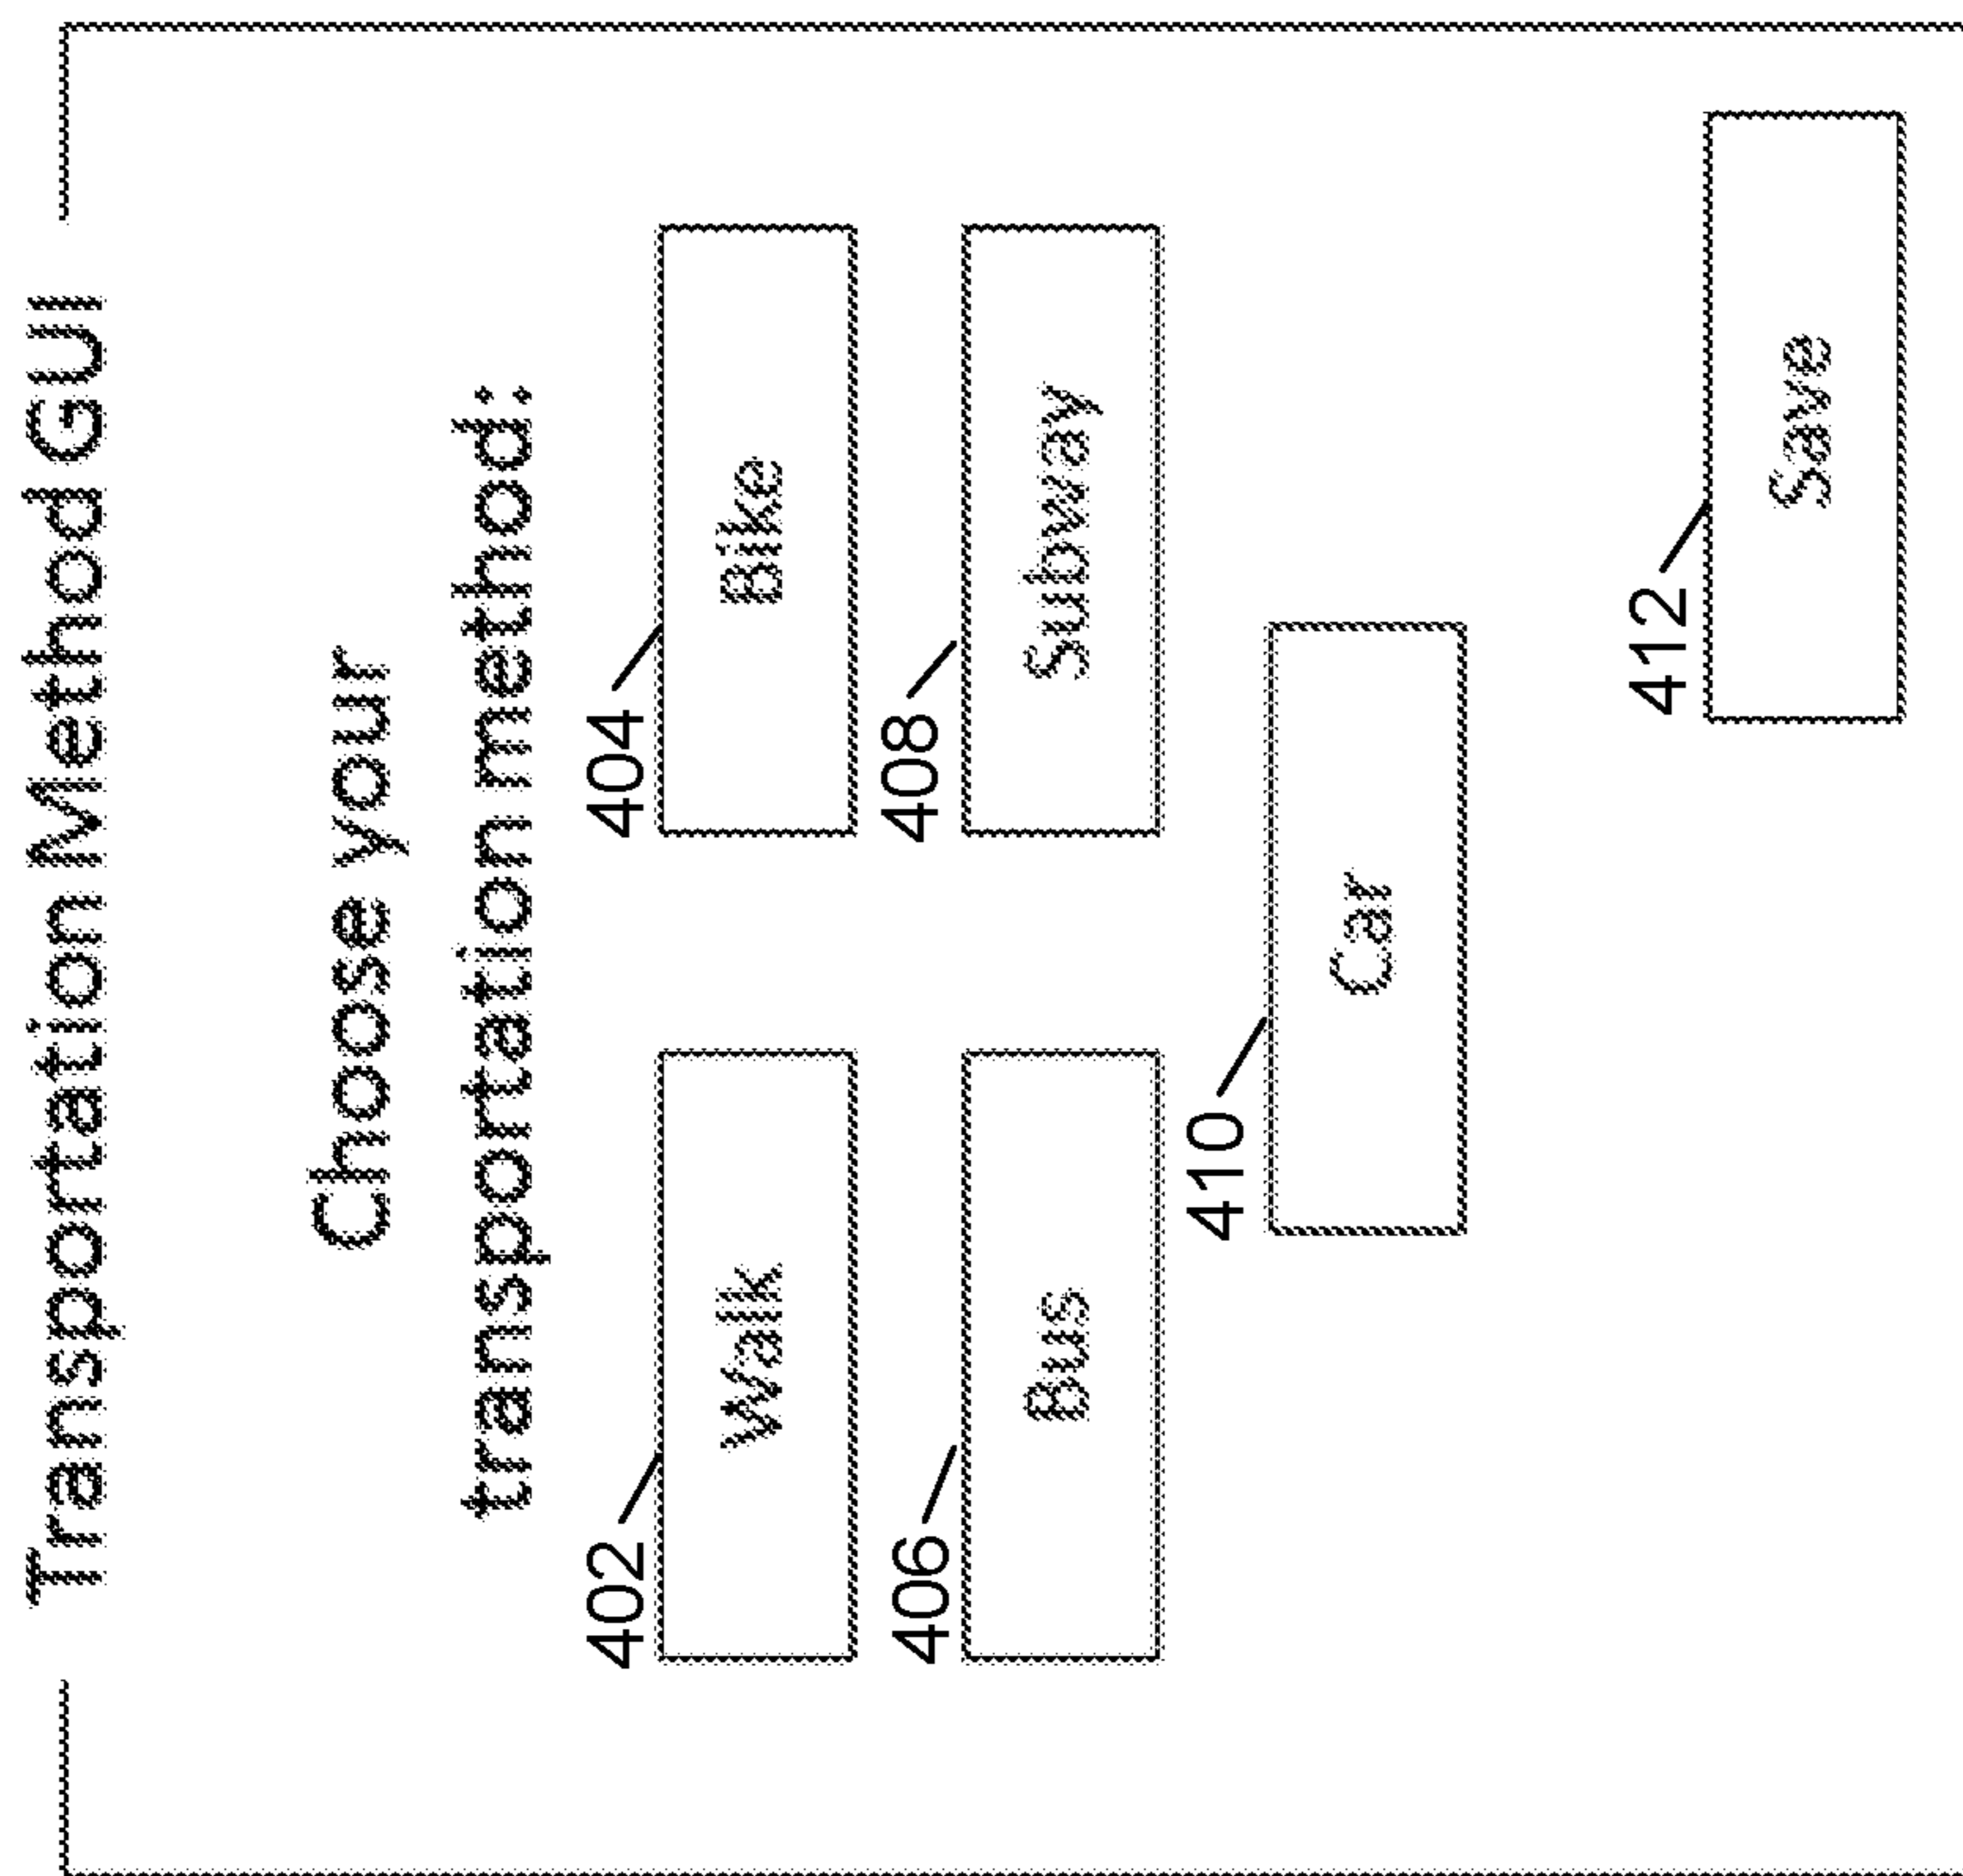 Transportation Method GUI
Choose your
transportation method:
402
404
Walk
Bike
406
408
Bus
Subway
410
Car
412
Save